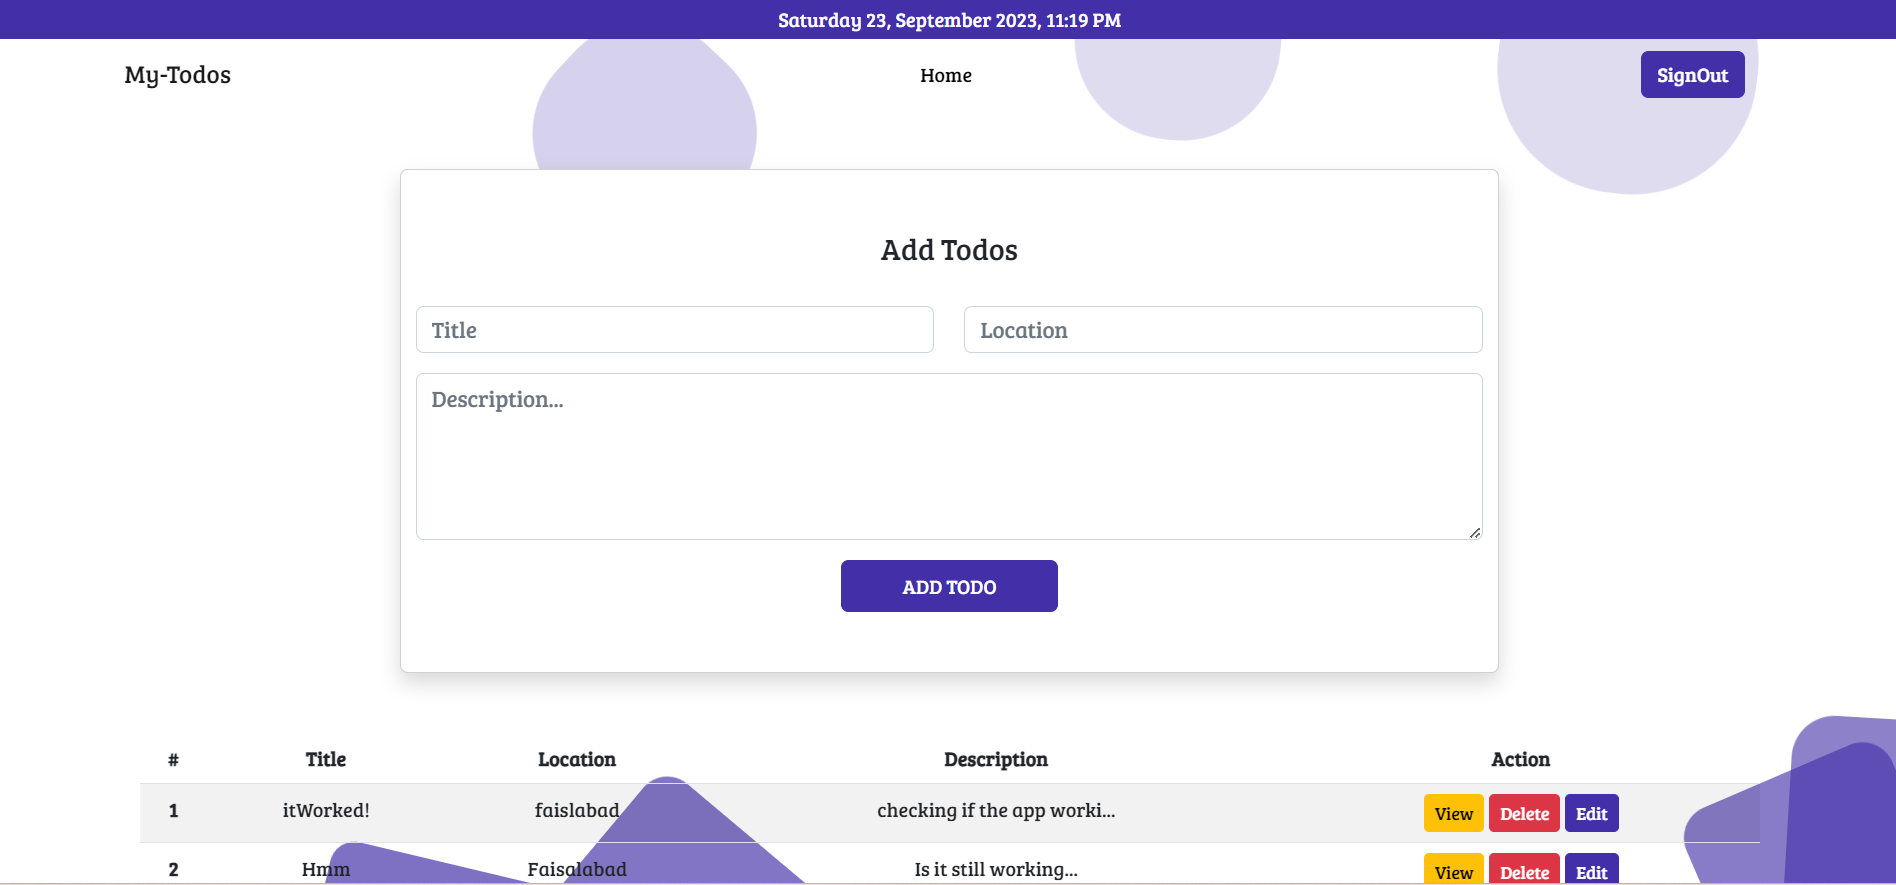 Saturday 23, September 2023, 11:19 PM
My-Todos Home SignOut
Add Todos
Title Location
Description...
ADD TODO
# Title Location Description Action
1 itWorked! faislabad checking if the app worki... View Delete Edit
2 Hmm Faisalabad Is it still working... View Delete Edit